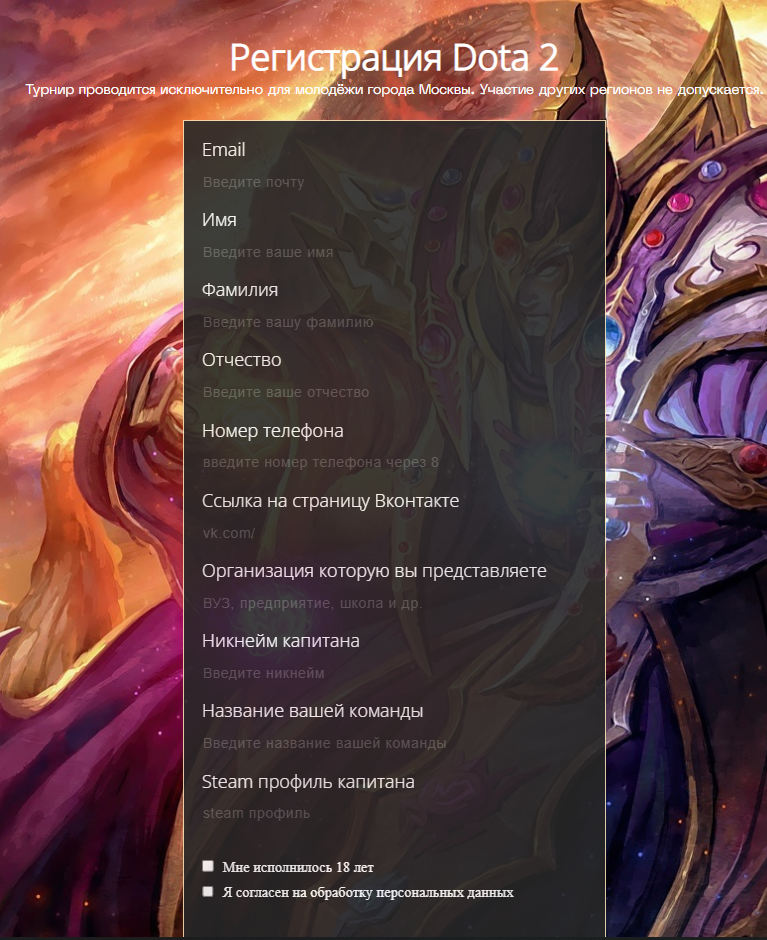 Регистрация Dota 2
Турнир проводится исключительно для молодёжи города Москвы. Участие других регионов не допускается.
Email
Введите почту
Имя
Введите ваше имя
Фамилия
Введите вашу фамилию
Отчество
Введите ваше отчество
Номер телефона
введите номер телефона через 8
Ссылка на страницу Вконтакте
vk.com/
Организация которую вы представляете
ВУЗ, предприятие, школа и др.
Никнейм капитана
Введите никнейм
Название вашей команды
Введите название вашей команды
Steam профиль капитана
steam профиль
Мне исполнилось 18 лет
Я согласен на обработку персональных данных